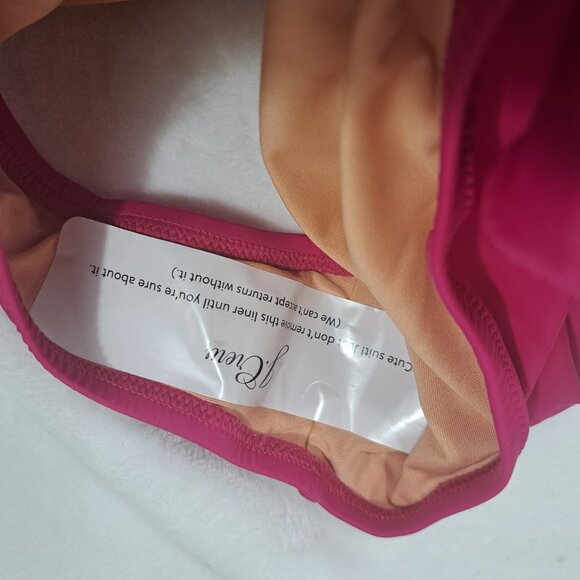 J.Crew
Cute suit! Just don't remove this liner until you're sure about it.
(We can't accept returns without it.)